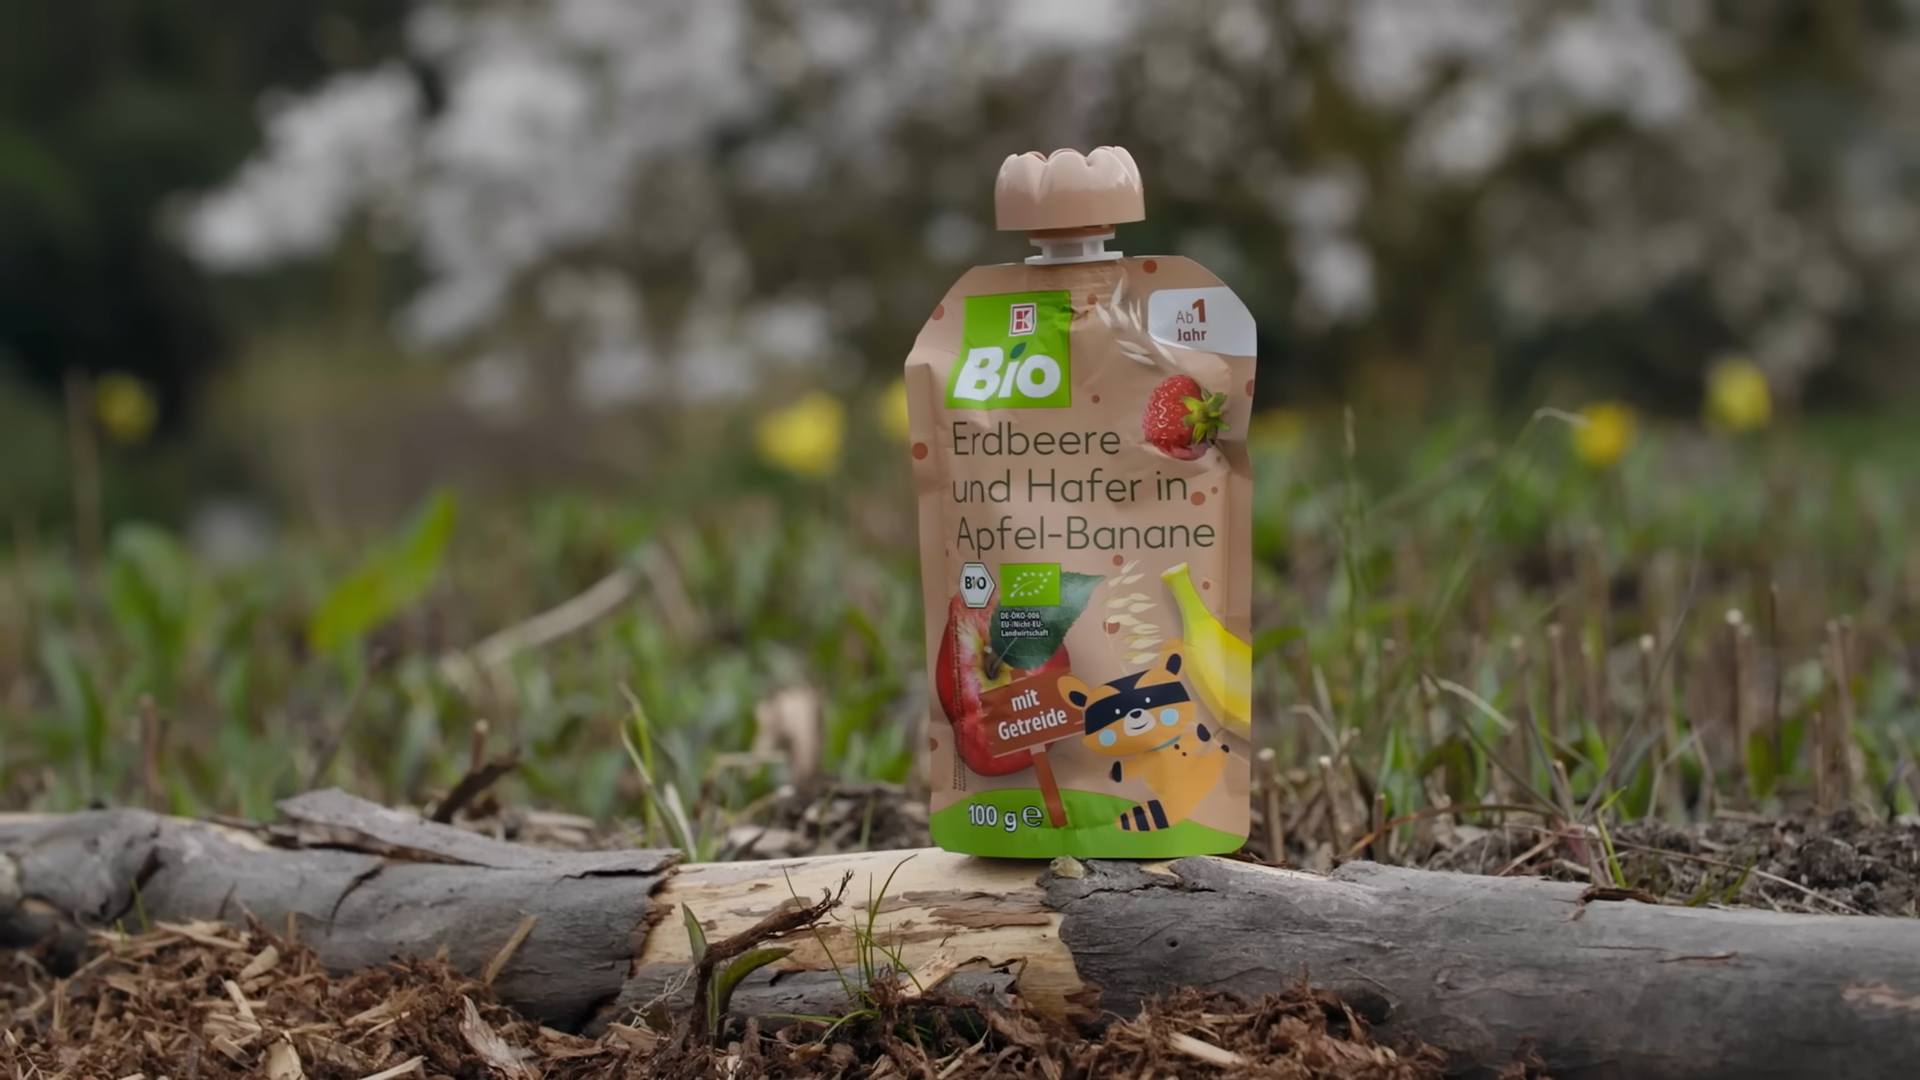 K
Bio
Ab 1
Jahr
Erdbeere
und Hafer in
Apfel-Banane
BIO
DE-ÖKO-006
EU-/Nicht-EU-
Landwirtschaft
mit
Getreide
100 g e